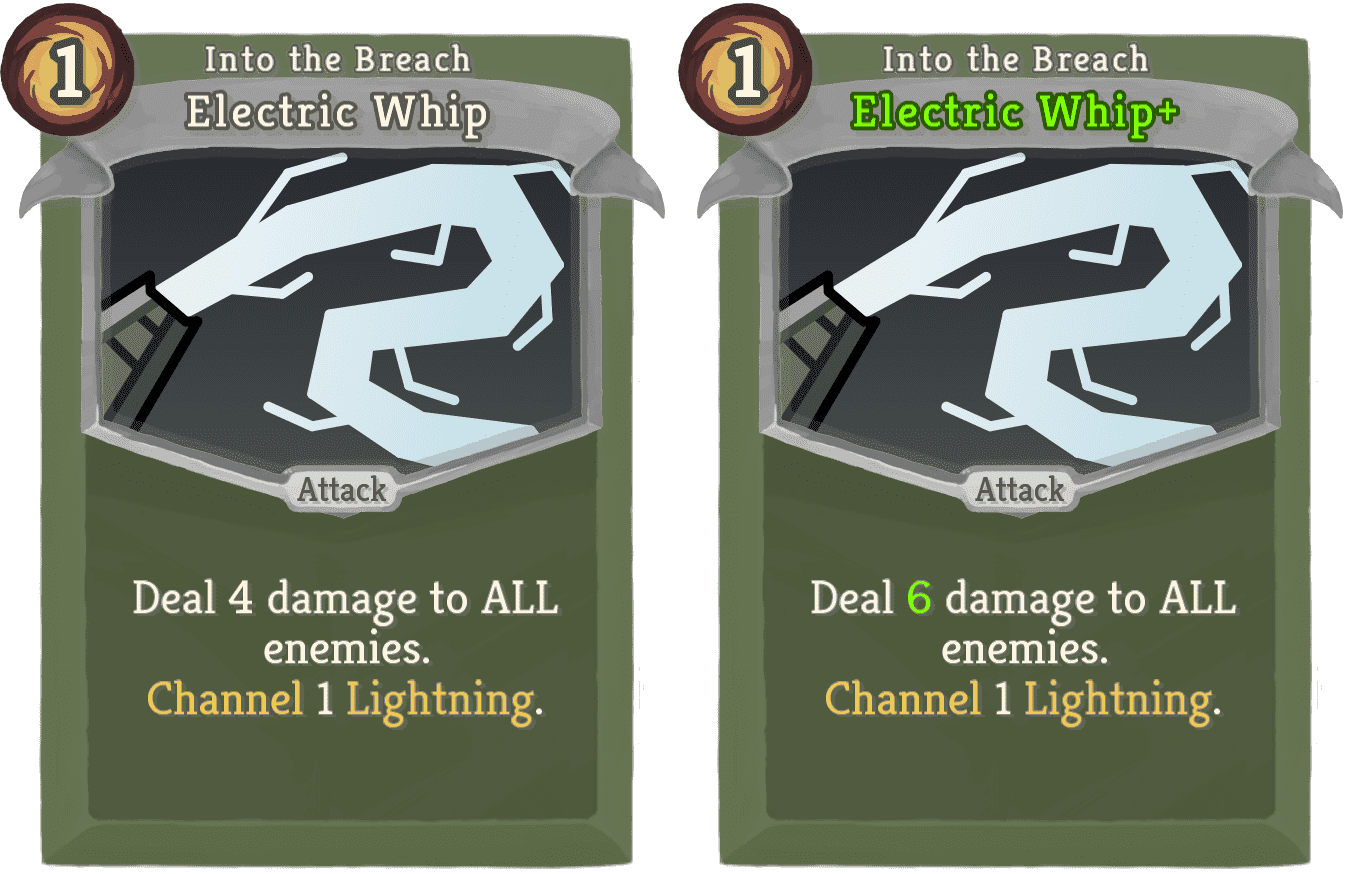 1
Into the Breach
Electric Whip
Attack
Deal 4 damage to ALL
enemies.
Channel 1 Lightning.
1
Into the Breach
Electric Whip+
Attack
Deal 6 damage to ALL
enemies.
Channel 1 Lightning.